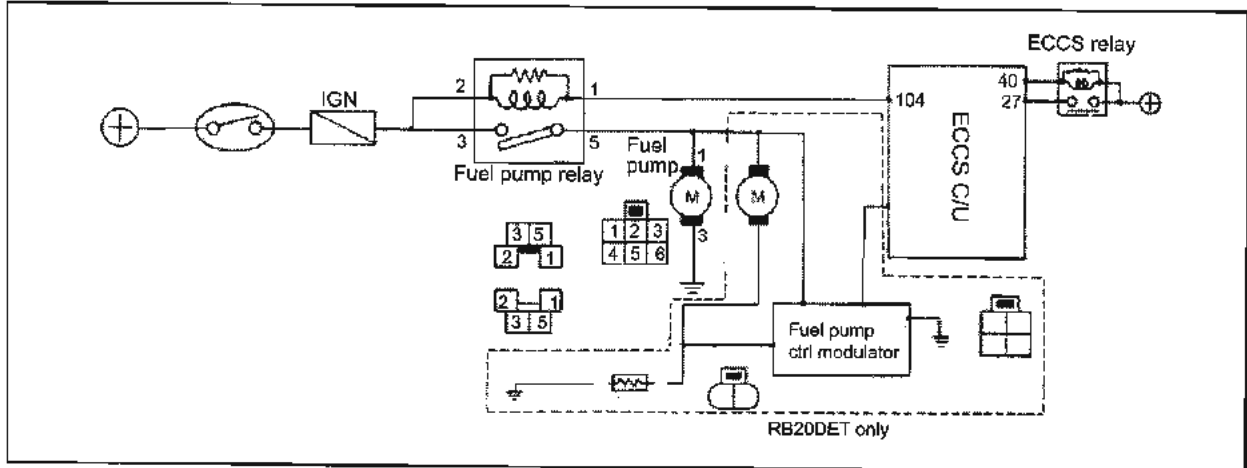 ECCS relay
IGN
2
1
3
5
Fuel pump relay
Fuel
pump
1
M
3
M
104
40
27
ECCS C/U
3 5
2 1
1 2 3
4 5 6
2 1
3 5
Fuel pump
ctrl modulator
RB20DET only